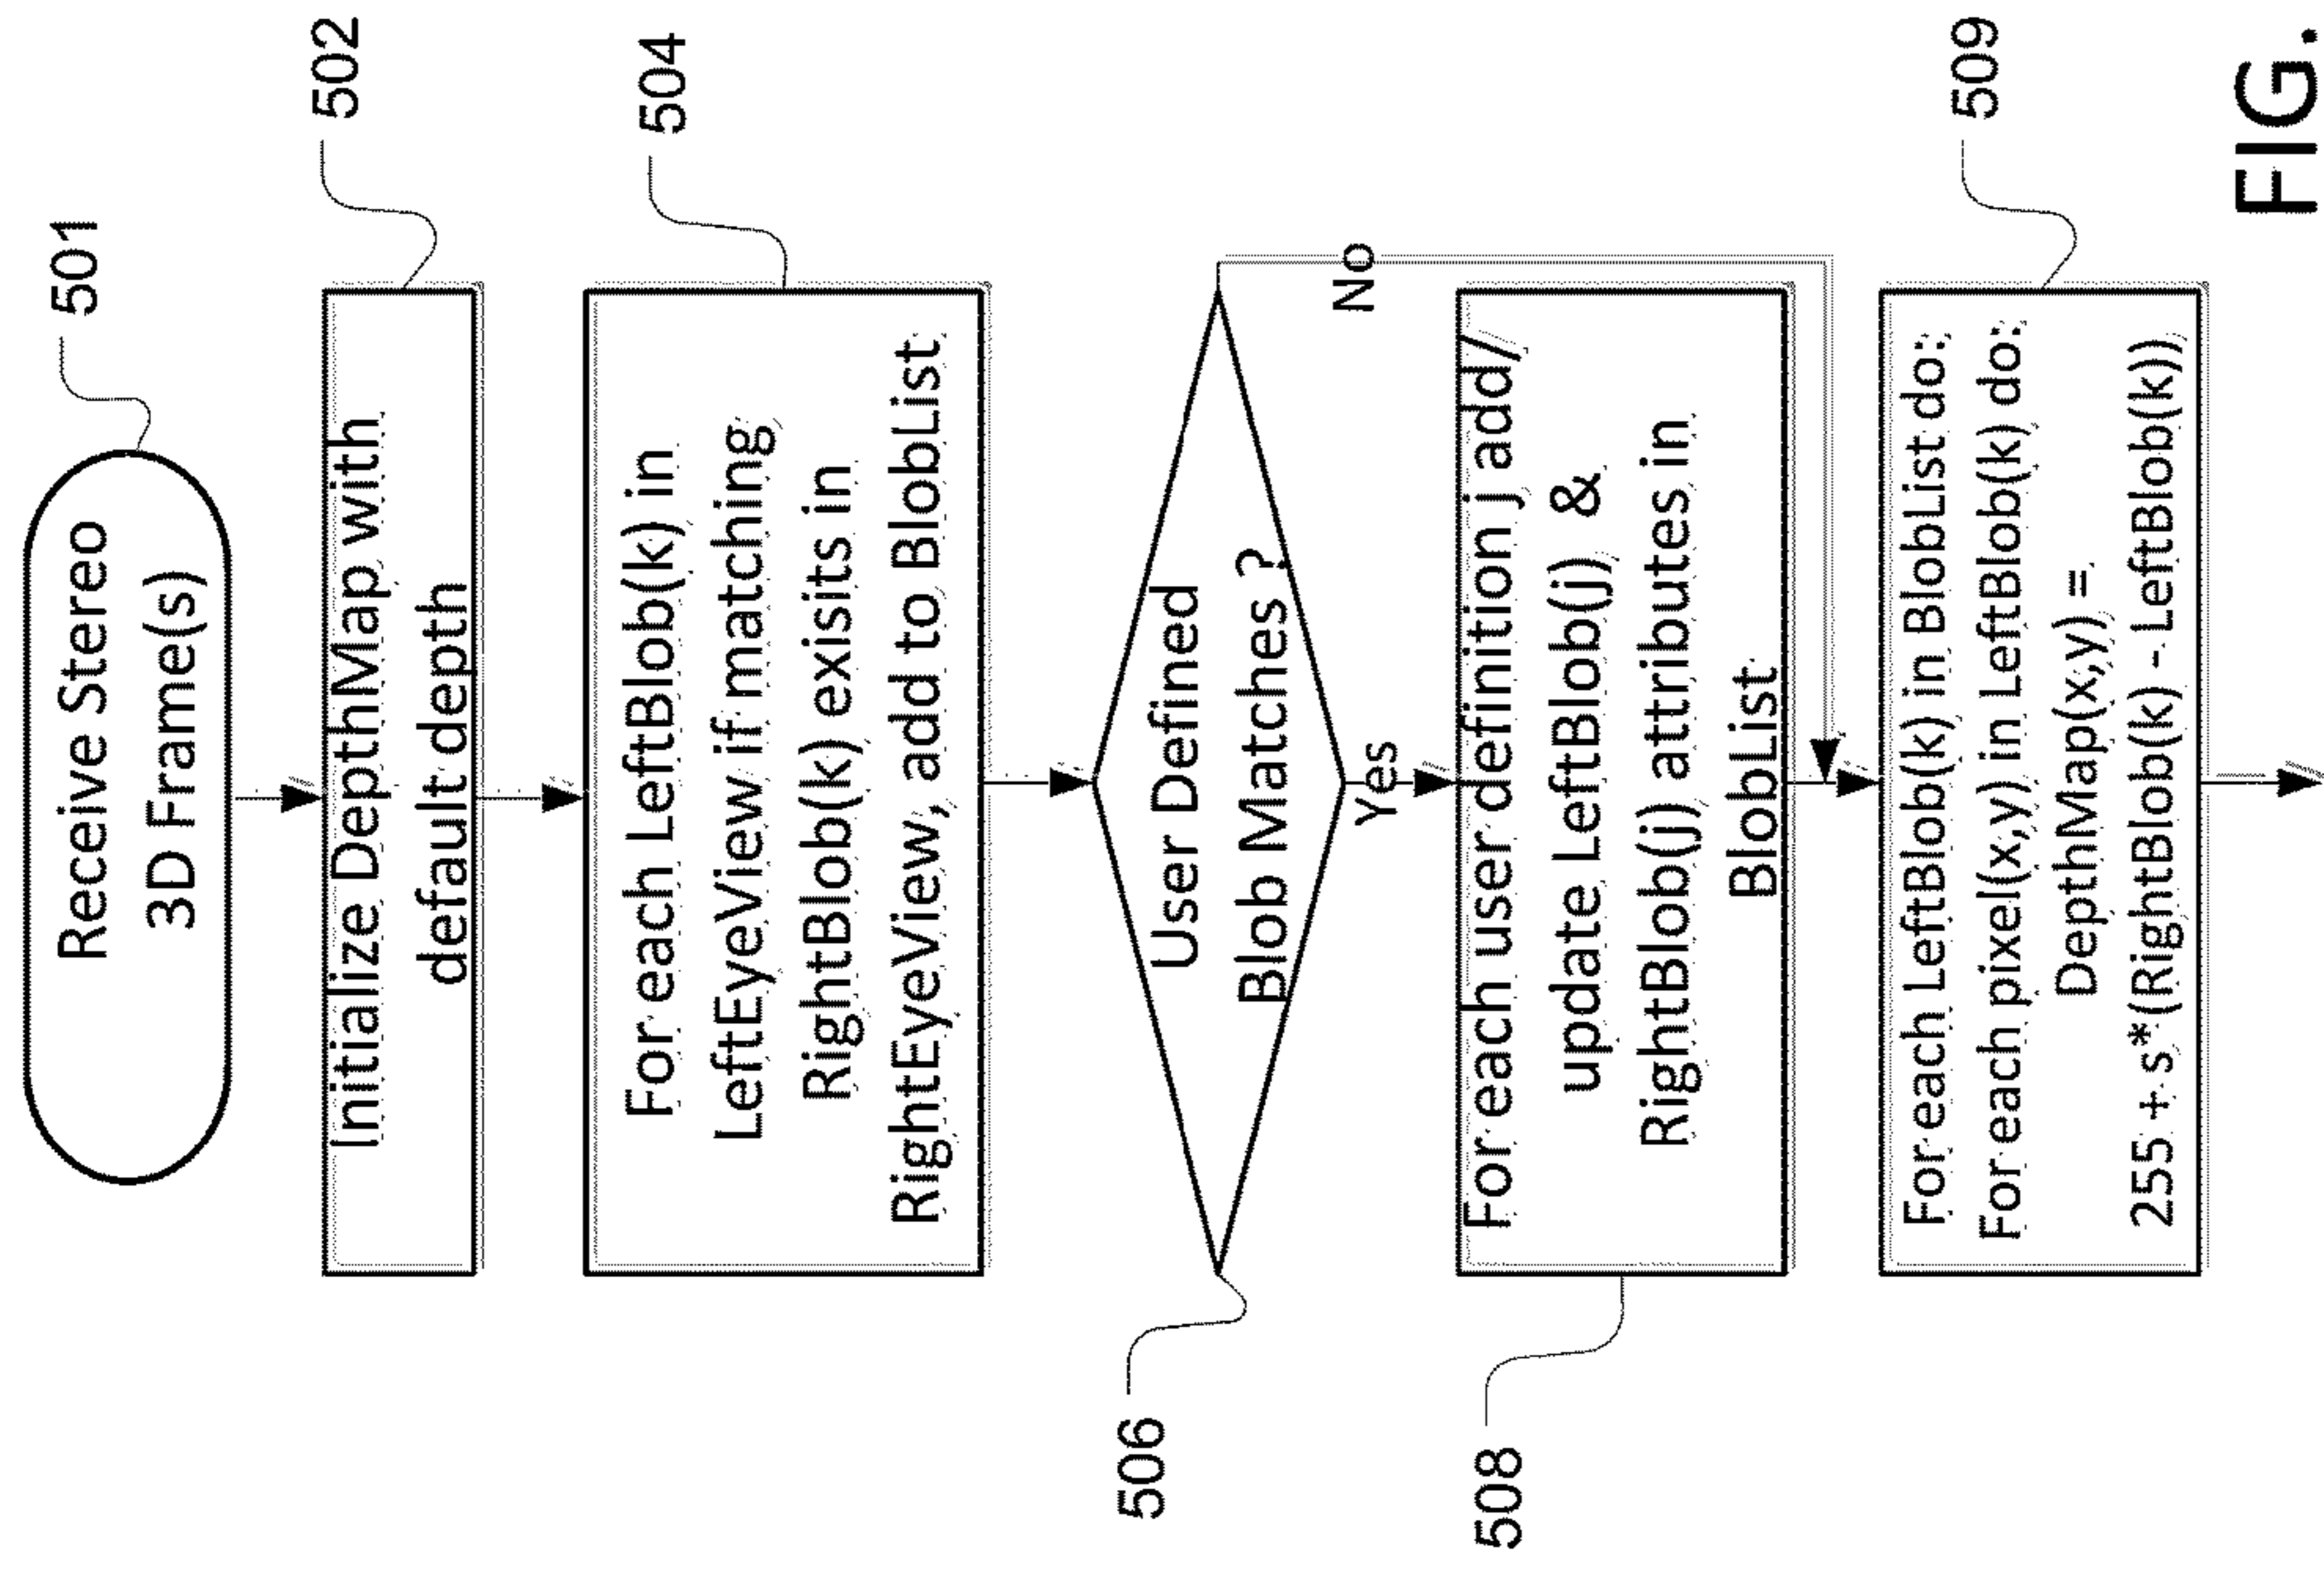 501
Receive Stereo
3D Frame(s)
502
Initialize DepthMap with
default depth
504
For each LeftBlob(k) in
LeftEyeView if matching
RightBlob(k) exisits in
RightEyeView, add to BlobList
506
User Defined
Blob Matches ?
No
Yes
508
For each user definition j add/
update LeftBlob(j) &
RightBlob(j) attributes in
BlobList
509
For each LeftBlob(k) in BlobList do:
For each pixel(x,y) in LeftBlob(k) do:
DepthMap(x,y) =
255 + s*(RightBlob(k) - LeftBlob(k))
FIG.